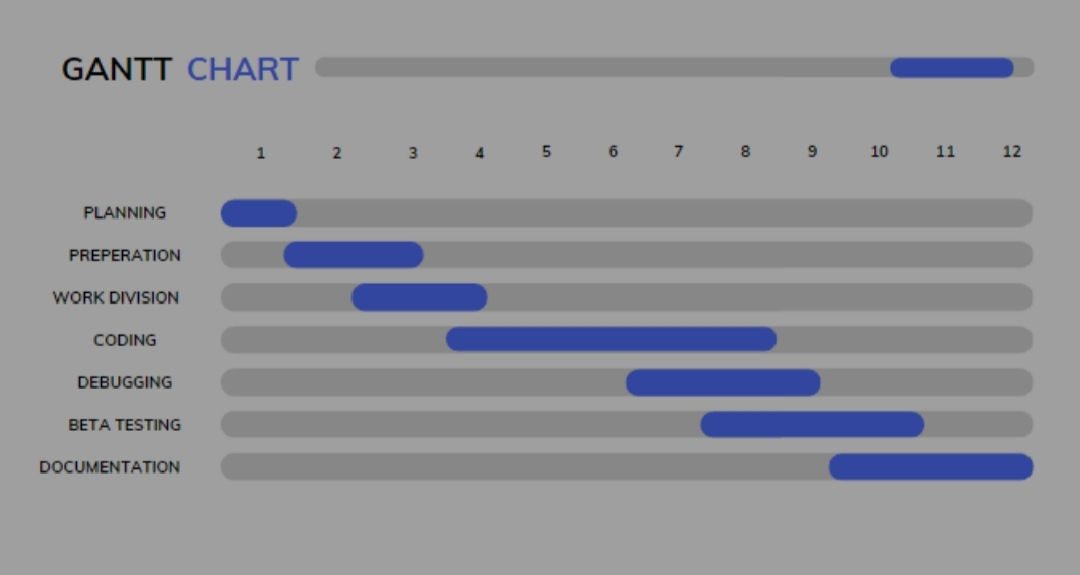 GANTT CHART
1 2 3 4 5 6 7 8 9 10 11 12
PLANNING
PREPERATION
WORK DIVISION
CODING
DEBUGGING
BETA TESTING
DOCUMENTATION